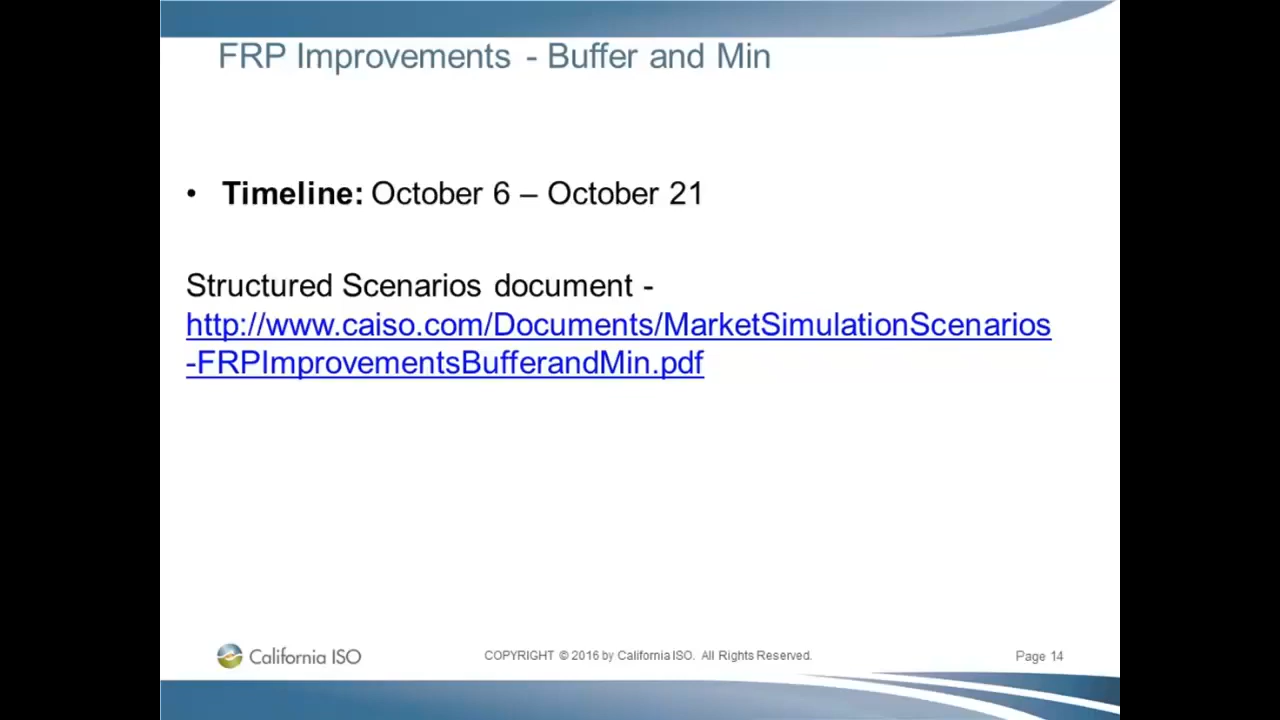 FRP Improvements - Buffer and Min
• Timeline: October 6 – October 21
Structured Scenarios document -
http://www.caiso.com/Documents/MarketSimulationScenarios
-FRPImprovementsBufferandMin.pdf
California ISO
COPYRIGHT © 2016 by California ISO. All Rights Reserved.
Page 14